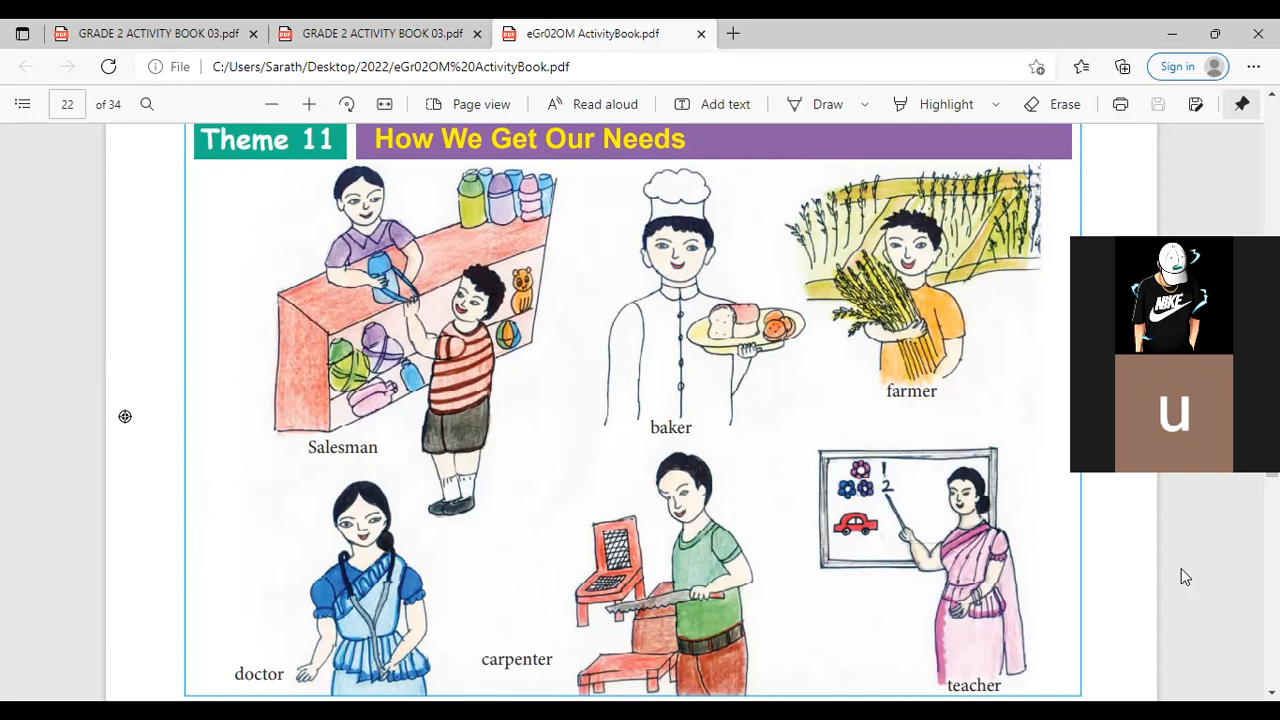 GRADE 2 ACTIVITY BOOK 03.pdf
GRADE 2 ACTIVITY BOOK 03.pdf
eGr02OM ActivityBook.pdf
File
C:/Users/Sarath/Desktop/2022/eGr02OM%20ActivityBook.pdf
Sign in
22 of 34
Page view
Read aloud
Add text
Draw
Highlight
Erase
Theme 11
How We Get Our Needs
1
2
NIKE
u
Salesman
baker
farmer
doctor
carpenter
teacher